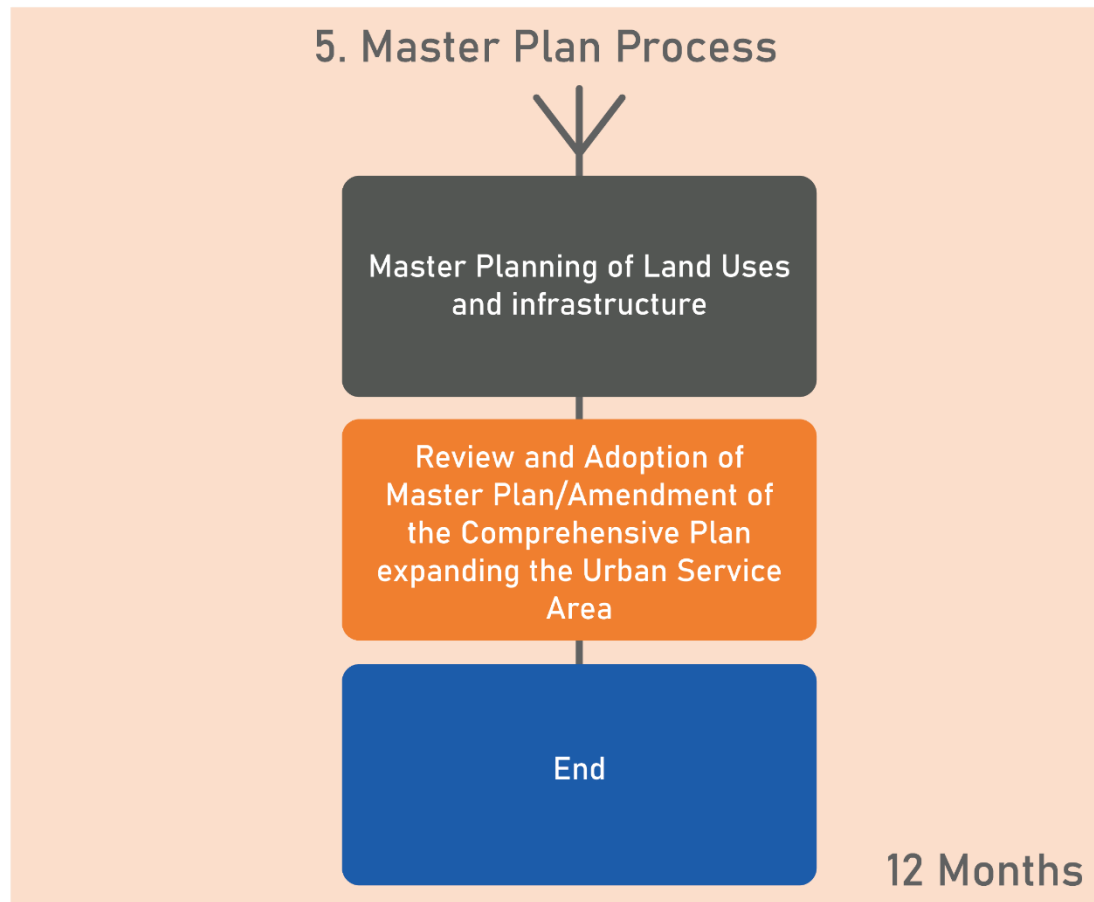 5. Master Plan Process
Master Planning of Land Uses
and infrastructure
Review and Adoption of
Master Plan/Amendment of
the Comprehensive Plan
expanding the Urban Service
Area
End
12 Months